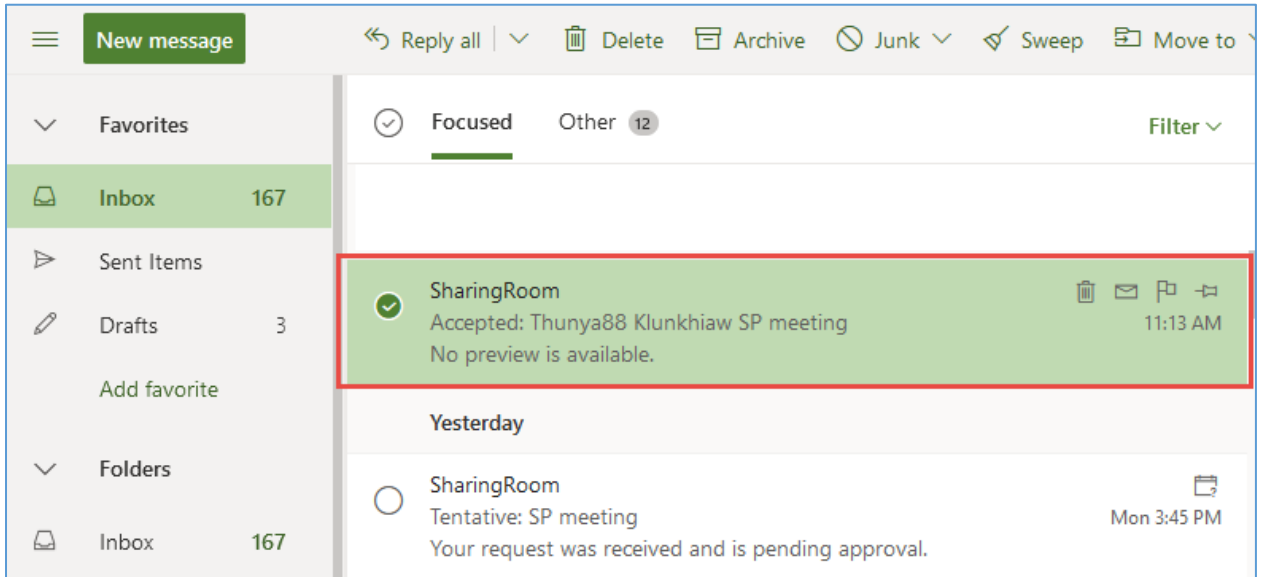 New message
Reply all
Delete
Archive
Junk
Sweep
Move to
Favorites
Inbox 167
Sent Items
Drafts 3
Add favorite
Folders
Inbox 167
Focused Other 12
Filter
SharingRoom
Accepted: Thunya88 Klunkhiaw SP meeting 11:13 AM
No preview is available.
Yesterday
SharingRoom
Tentative: SP meeting Mon 3:45 PM
Your request was received and is pending approval.